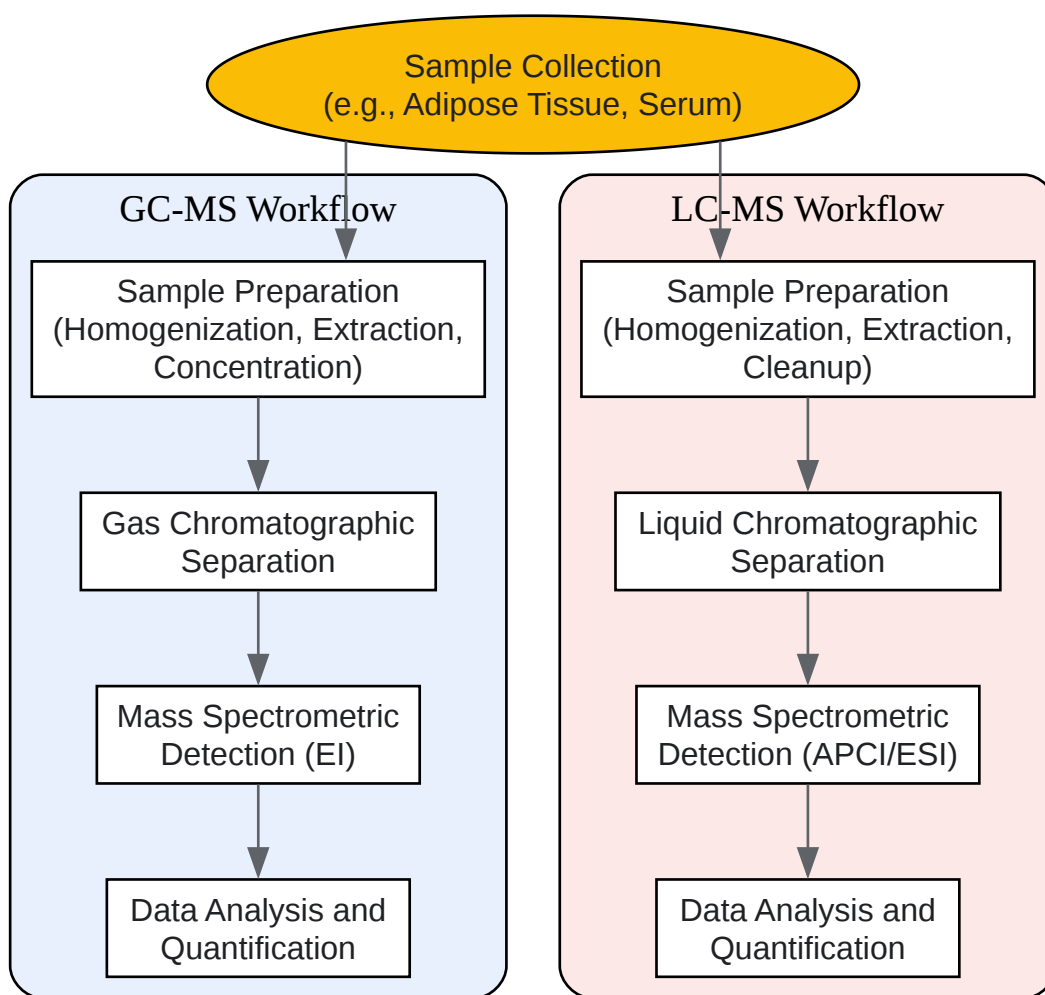 Sample Collection
(e.g., Adipose Tissue, Serum)
GC-MS Workflow
Sample Preparation
(Homogenization, Extraction,
Concentration)
Gas Chromatographic
Separation
Mass Spectrometric
Detection (EI)
Data Analysis and
Quantification
LC-MS Workflow
Sample Preparation
(Homogenization, Extraction,
Cleanup)
Liquid Chromatographic
Separation
Mass Spectrometric
Detection (APCI/ESI)
Data Analysis and
Quantification